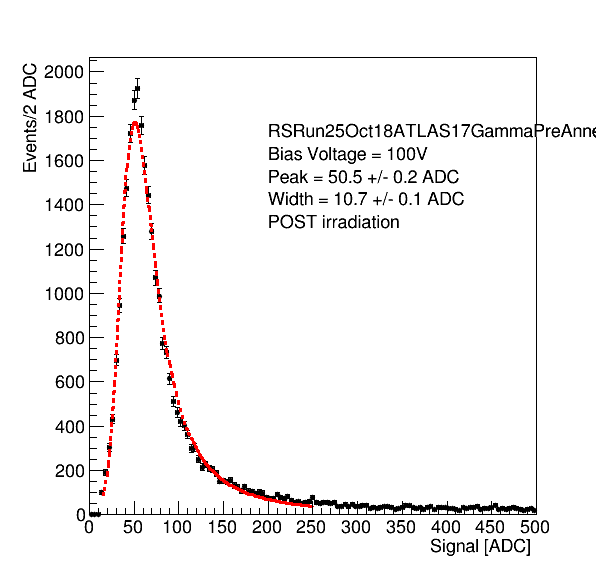 Events/2 ADC
2000
1800
1600
1400
1200
1000
800
600
400
200
0
RSRun25Oct18ATLAS17GammaPreAnne
Bias Voltage = 100V
Peak = 50.5 +/- 0.2 ADC
Width = 10.7 +/- 0.1 ADC
POST irradiation
0 50 100 150 200 250 300 350 400 450 500
Signal [ADC]